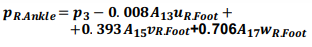 p_{R.Ankle} = p_3 − 0.008A_{13}u_{R.Foot} +
+0.393A_{15}v_{R.Foot}+0.706A_{17}w_{R.Foot}